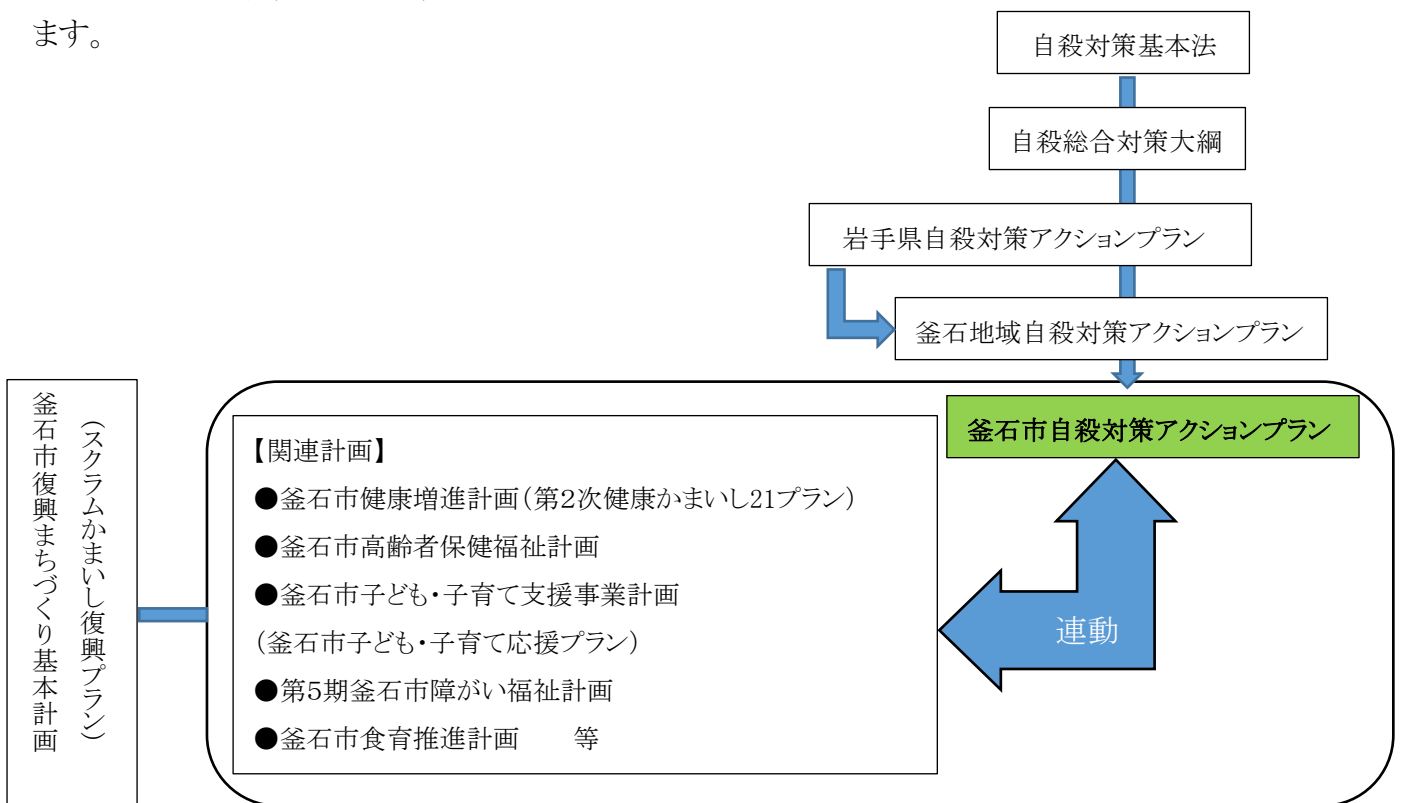 ます。
自殺対策基本法
自殺総合対策大綱
岩手県自殺対策アクションプラン
釜石地域自殺対策アクションプラン
釜石市自殺対策アクションプラン
釜石市復興まちづくり基本計画
（スクラムかまいし復興プラン）
【関連計画】
●釜石市健康増進計画（第２次健康かまいし21プラン）
●釜石市高齢者保健福祉計画
●釜石市子ども・子育て支援事業計画
（釜石市子ども・子育て応援プラン）
●第５期釜石市障がい福祉計画
●釜石市食育推進計画　　等
連動